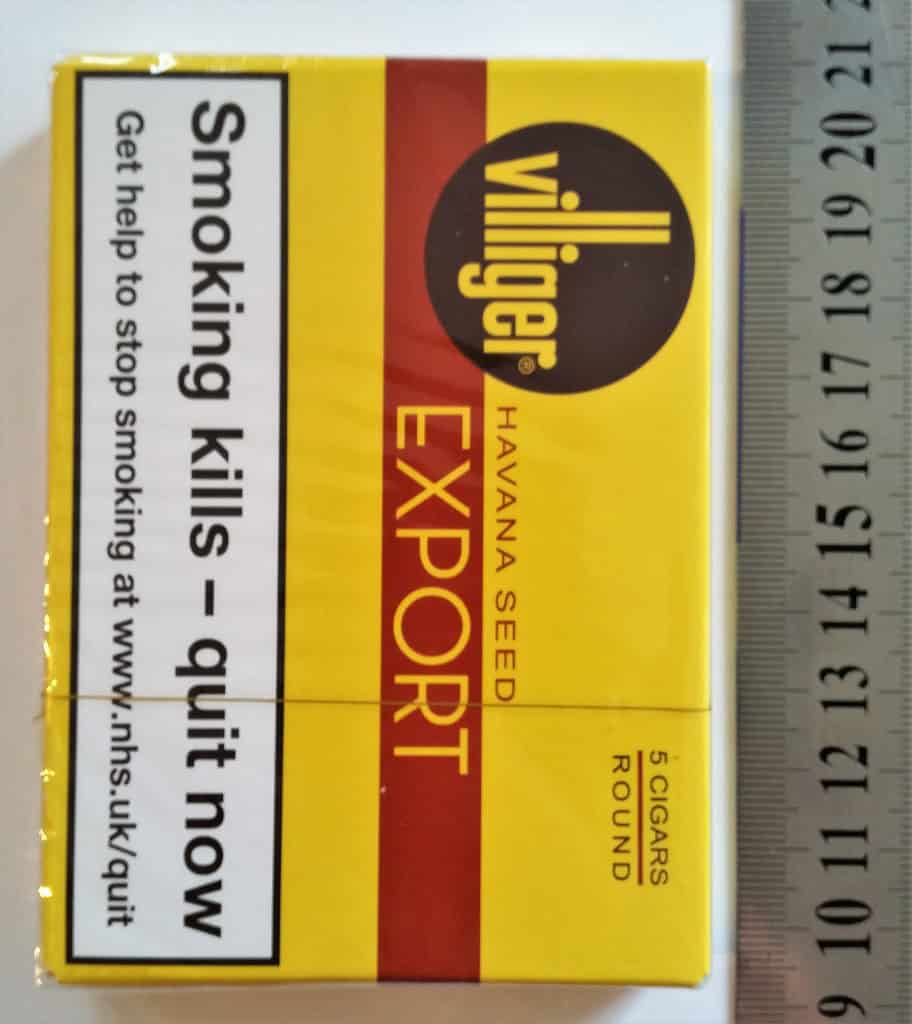 villiger®
HAVANA SEED
EXPORT
5 CIGARS
ROUND
Smoking kills – quit now
Get help to stop smoking at www.nhs.uk/quit
9 10 11 12 13 14 15 16 17 18 19 20 21